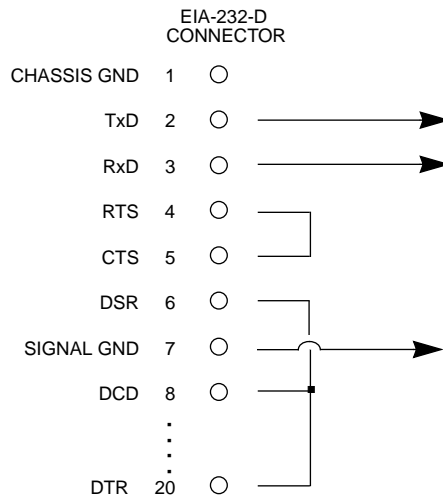 EIA-232-D
CONNECTOR
CHASSIS GND 1
TxD 2
RxD 3
RTS 4
CTS 5
DSR 6
SIGNAL GND 7
DCD 8
DTR 20